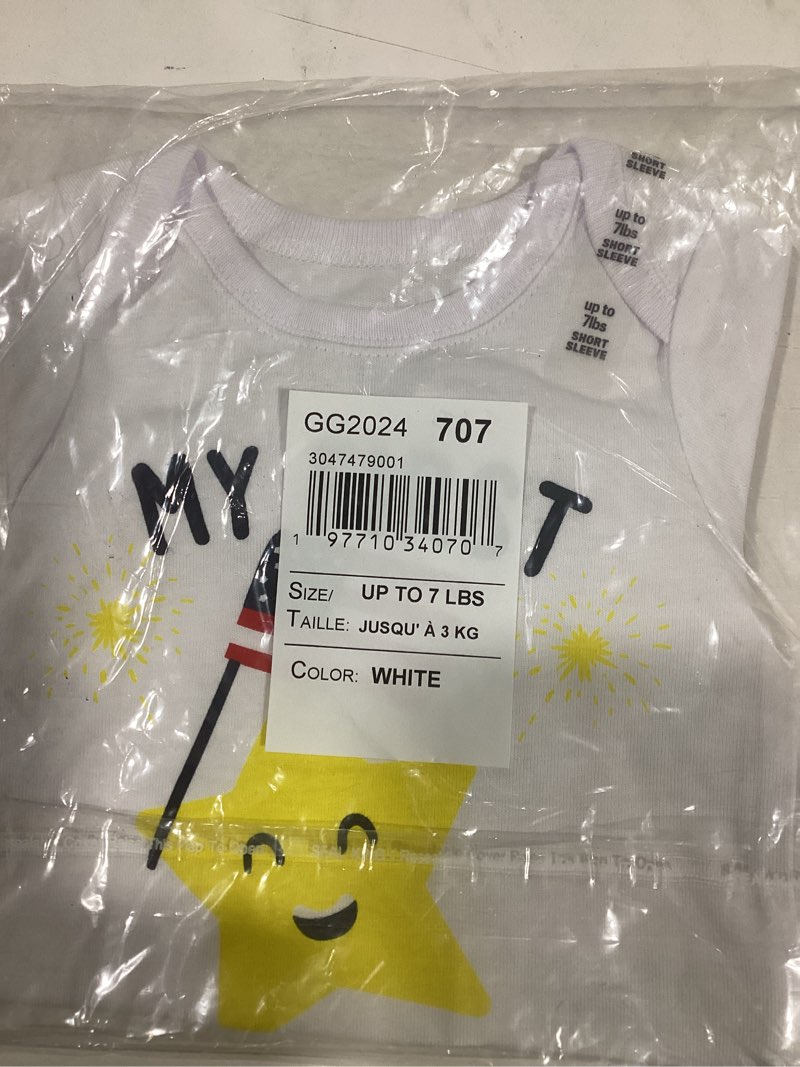 SHORT
SLEEVE
up to
7lbs
SHORT
SLEEVE
up to
7lbs
SHORT
SLEEVE
GG2024 707
3047479001
1 97710 34070 7
SIZE/ UP TO 7 LBS
TAILLE: JUSQU' À 3 KG
COLOR: WHITE
MY T